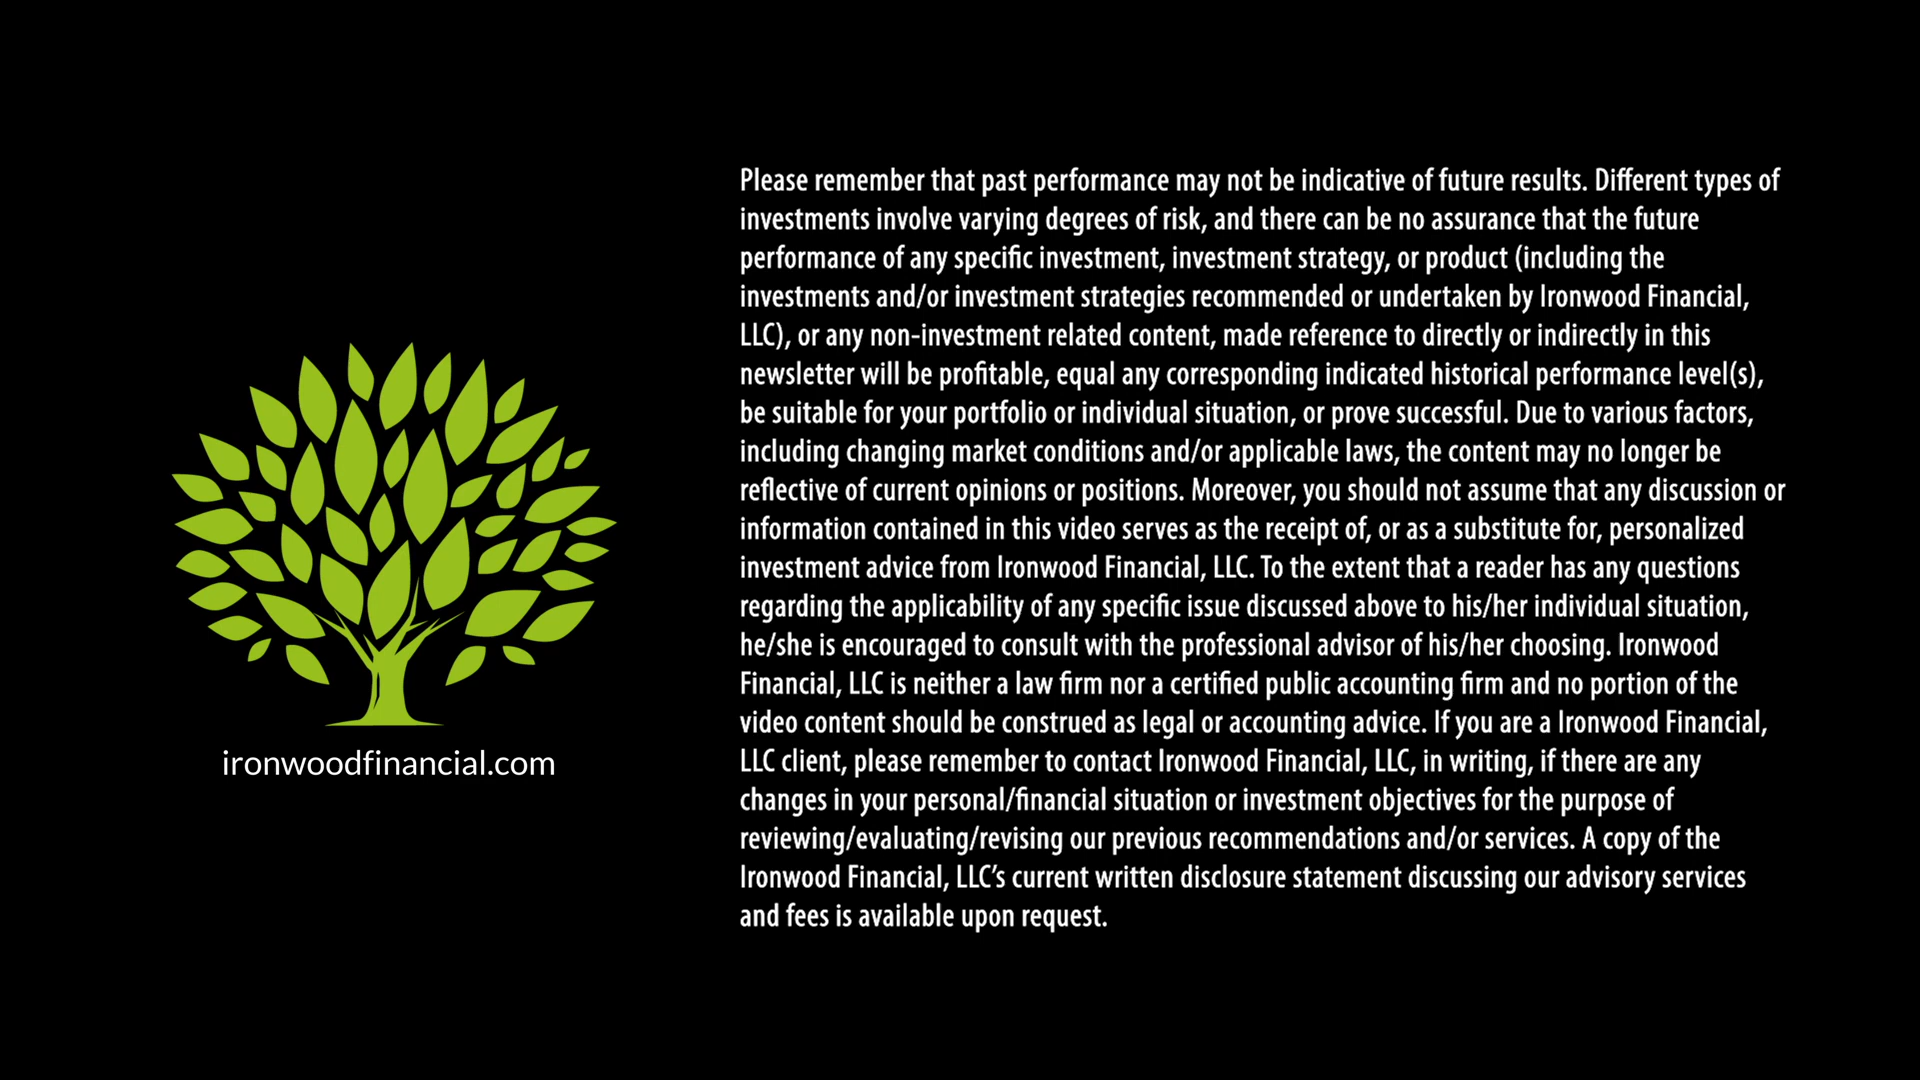 ironwoodfinancial.com
Please remember that past performance may not be indicative of future results. Different types of
investments involve varying degrees of risk, and there can be no assurance that the future
performance of any specific investment, investment strategy, or product (including the
investments and/or investment strategies recommended or undertaken by Ironwood Financial,
LLC), or any non-investment related content, made reference to directly or indirectly in this
newsletter will be profitable, equal any corresponding indicated historical performance level(s),
be suitable for your portfolio or individual situation, or prove successful. Due to various factors,
including changing market conditions and/or applicable laws, the content may no longer be
reflective of current opinions or positions. Moreover, you should not assume that any discussion or
information contained in this video serves as the receipt of, or as a substitute for, personalized
investment advice from Ironwood Financial, LLC. To the extent that a reader has any questions
regarding the applicability of any specific issue discussed above to his/her individual situation,
he/she is encouraged to consult with the professional advisor of his/her choosing. Ironwood
Financial, LLC is neither a law firm nor a certified public accounting firm and no portion of the
video content should be construed as legal or accounting advice. If you are a Ironwood Financial,
LLC client, please remember to contact Ironwood Financial, LLC, in writing, if there are any
changes in your personal/financial situation or investment objectives for the purpose of
reviewing/evaluating/revising our previous recommendations and/or services. A copy of the
Ironwood Financial, LLC’s current written disclosure statement discussing our advisory services
and fees is available upon request.